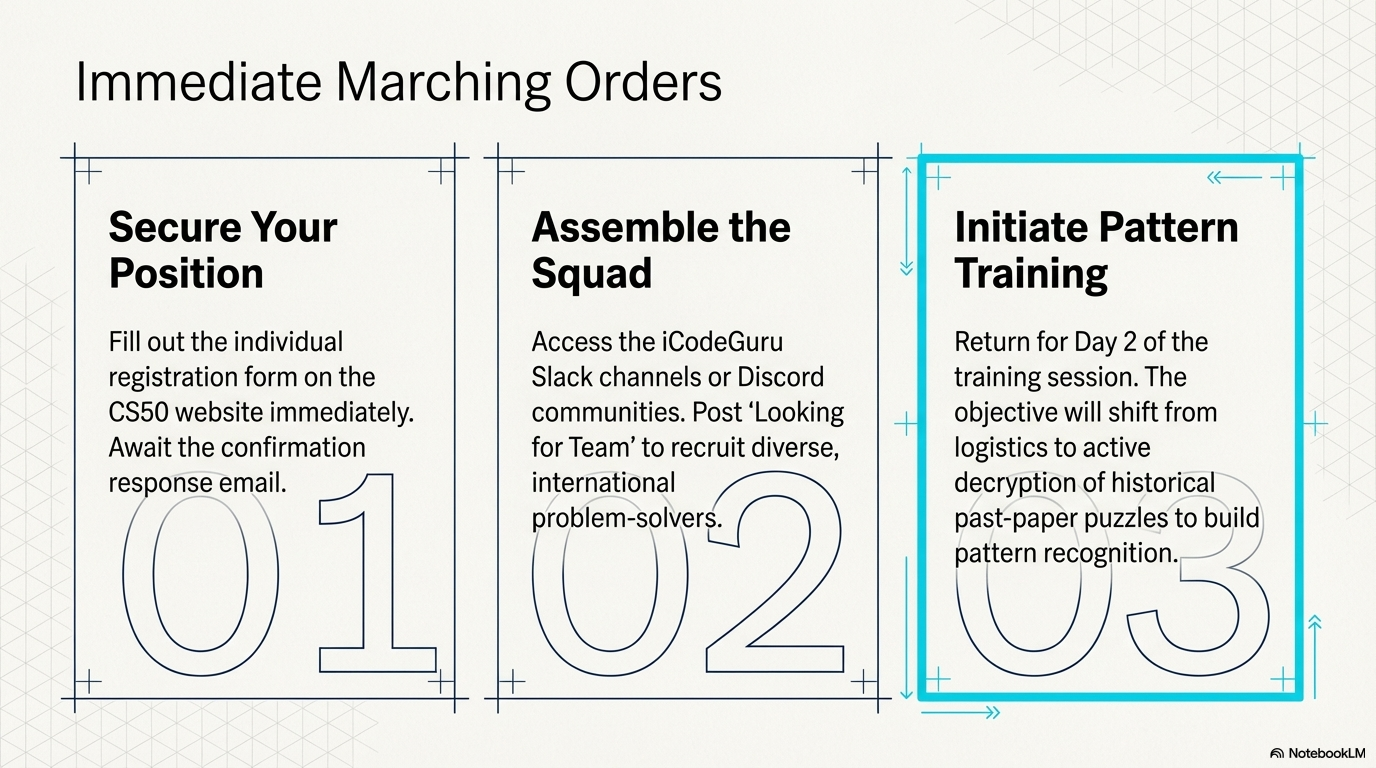 Immediate Marching Orders
Secure Your
Position
Fill out the individual
registration form on the
CS50 website immediately.
Await the confirmation
response email.
01
Assemble the
Squad
Access the iCodeGuru
Slack channels or Discord
communities. Post ‘Looking
for Team’ to recruit diverse,
international
problem-solvers.
02
Initiate Pattern
Training
Return for Day 2 of the
training session. The
objective will shift from
logistics to active
decryption of historical
past-paper puzzles to build
pattern recognition.
03
NotebookLM